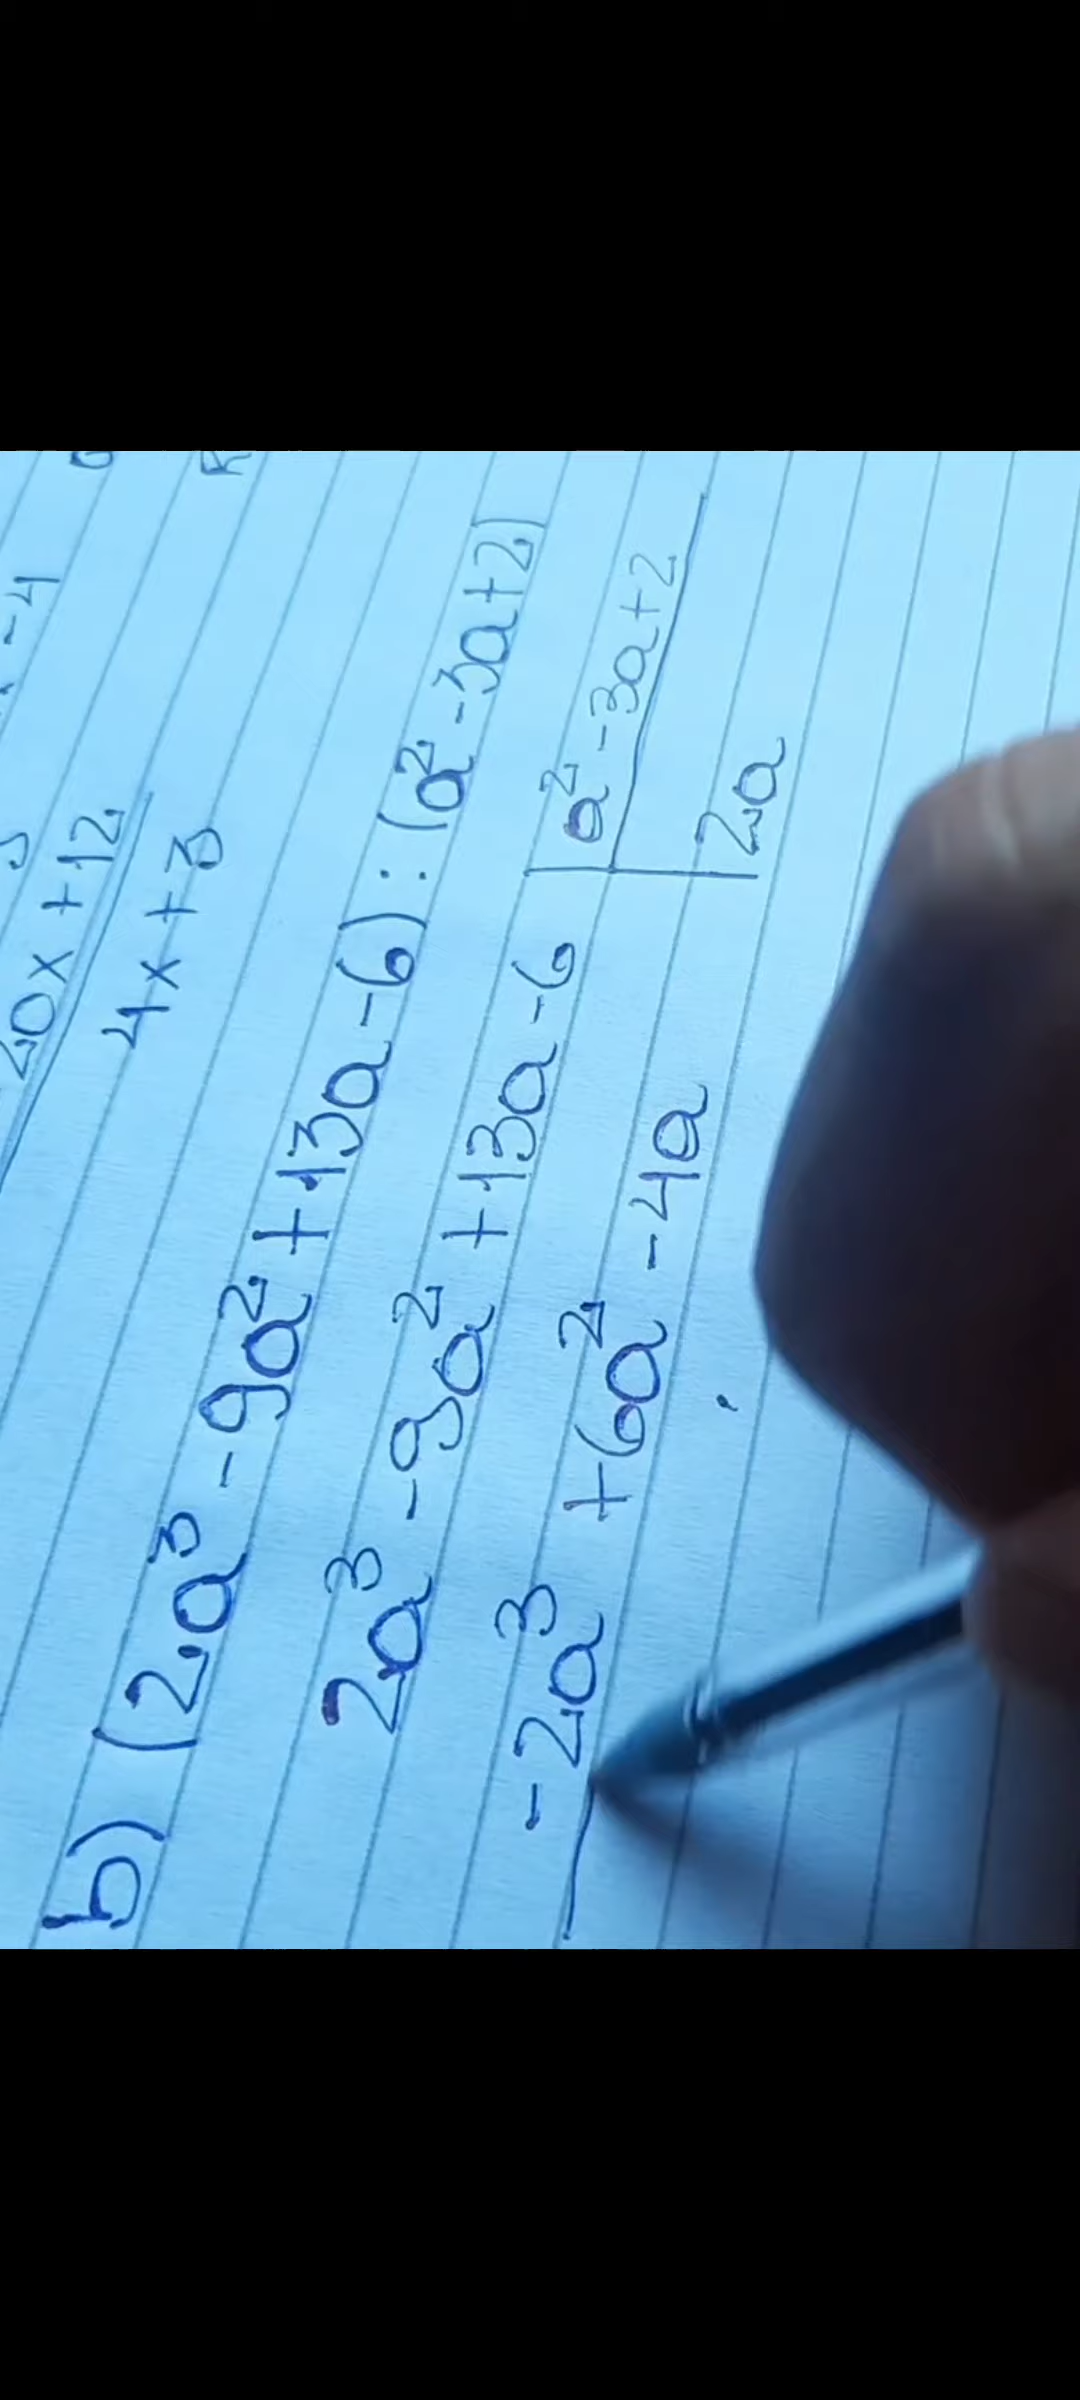 20x + 12
4x + 3
b) (2a³ - 9a² + 13a - 6) : (a² - 3a + 2)
2a³ - 9a² + 13a - 6 | a² - 3a + 2
-2a³ + 6a² - 4a 2a